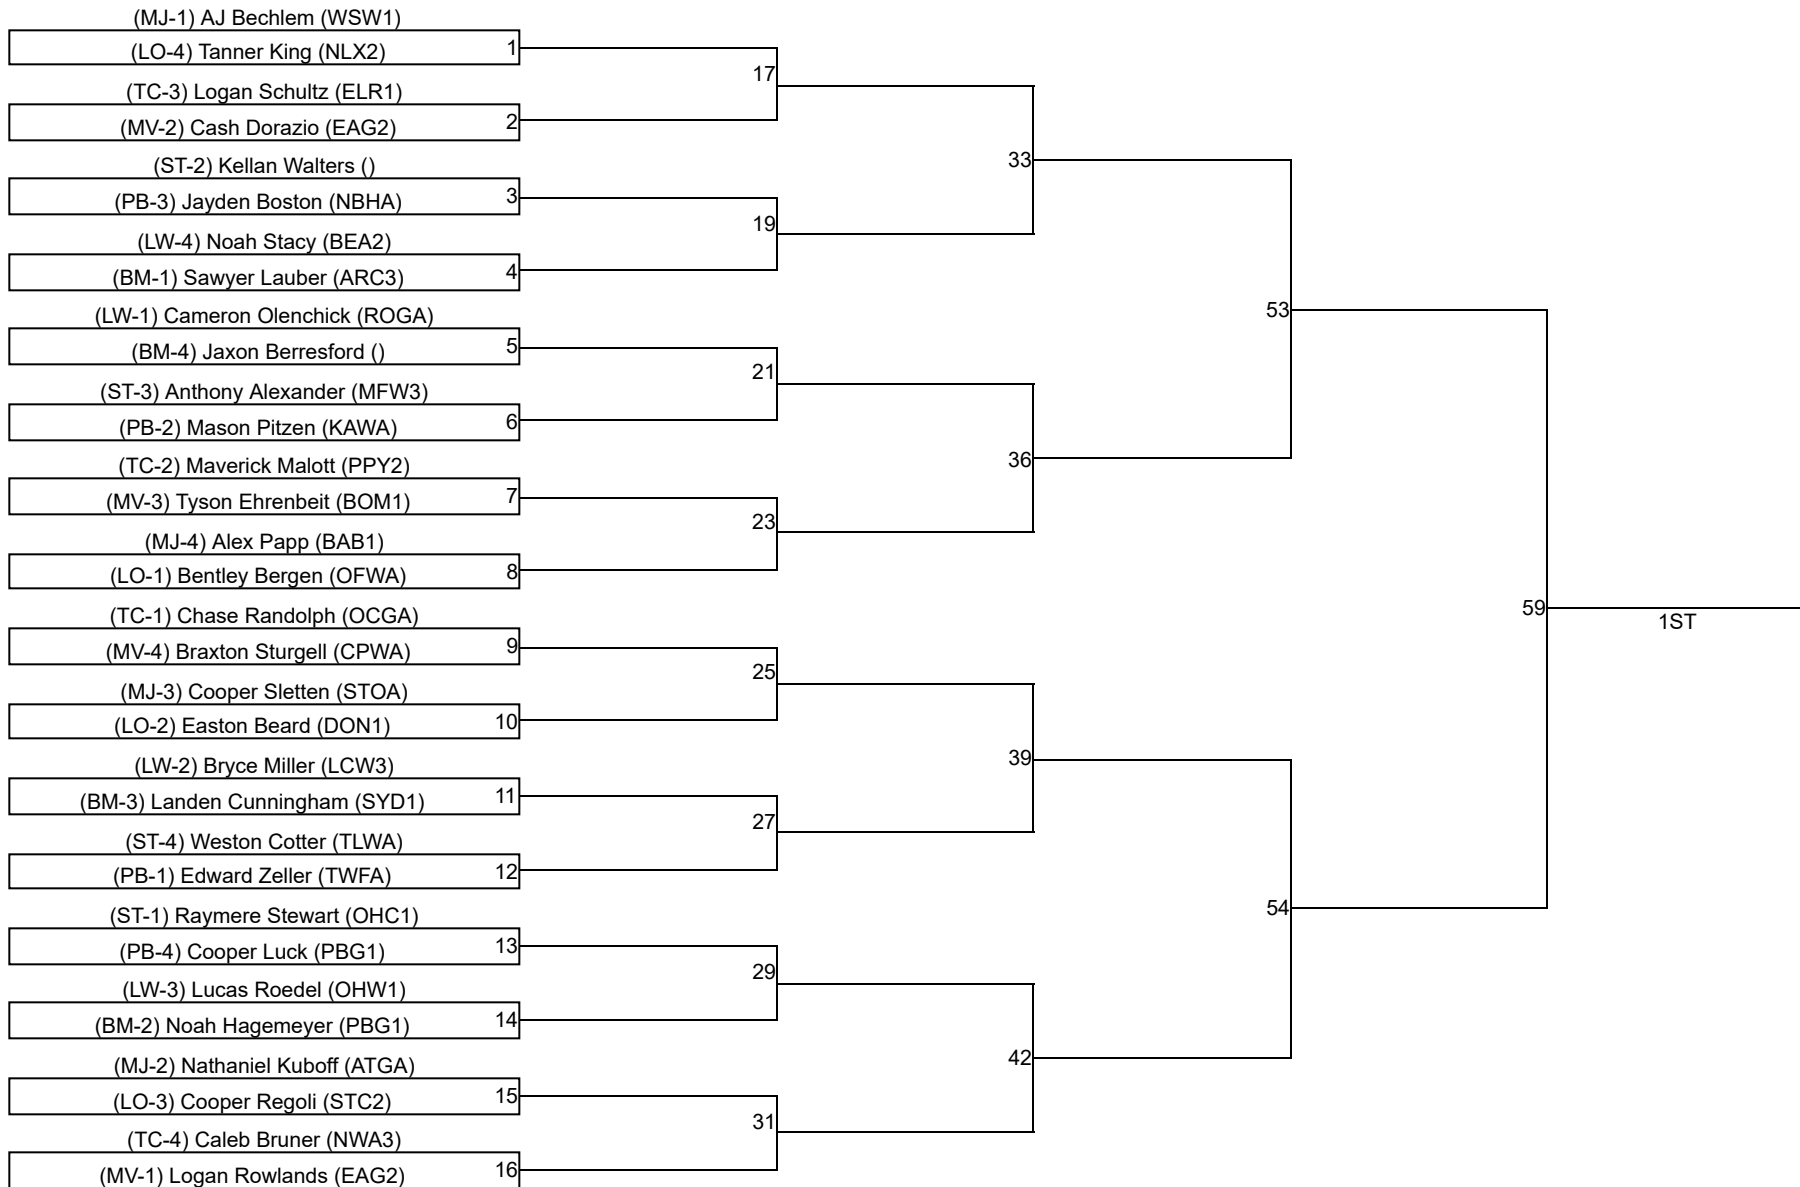 (MJ-1) AJ Bechlem (WSW1)
(LO-4) Tanner King (NLX2)
1
17
(TC-3) Logan Schultz (ELR1)
(MV-2) Cash Dorazio (EAG2)
2
33
(ST-2) Kellan Walters ()
(PB-3) Jayden Boston (NBHA)
3
19
(LW-4) Noah Stacy (BEA2)
(BM-1) Sawyer Lauber (ARC3)
4
53
(LW-1) Cameron Olenchick (ROGA)
(BM-4) Jaxon Berresford ()
5
21
(ST-3) Anthony Alexander (MFW3)
(PB-2) Mason Pitzen (KAWA)
6
36
(TC-2) Maverick Malott (PPY2)
(MV-3) Tyson Ehrenbeit (BOM1)
7
23
(MJ-4) Alex Papp (BAB1)
(LO-1) Bentley Bergen (OFWA)
8
59
1ST
(TC-1) Chase Randolph (OCGA)
(MV-4) Braxton Sturgell (CPWA)
9
25
(MJ-3) Cooper Sletten (STOA)
(LO-2) Easton Beard (DON1)
10
39
(LW-2) Bryce Miller (LCW3)
(BM-3) Landen Cunningham (SYD1)
11
27
(ST-4) Weston Cotter (TLWA)
(PB-1) Edward Zeller (TWFA)
12
54
(ST-1) Raymere Stewart (OHC1)
(PB-4) Cooper Luck (PBG1)
13
29
(LW-3) Lucas Roedel (OHW1)
(BM-2) Noah Hagemeyer (PBG1)
14
42
(MJ-2) Nathaniel Kuboff (ATGA)
(LO-3) Cooper Regoli (STC2)
15
31
(TC-4) Caleb Bruner (NWA3)
(MV-1) Logan Rowlands (EAG2)
16